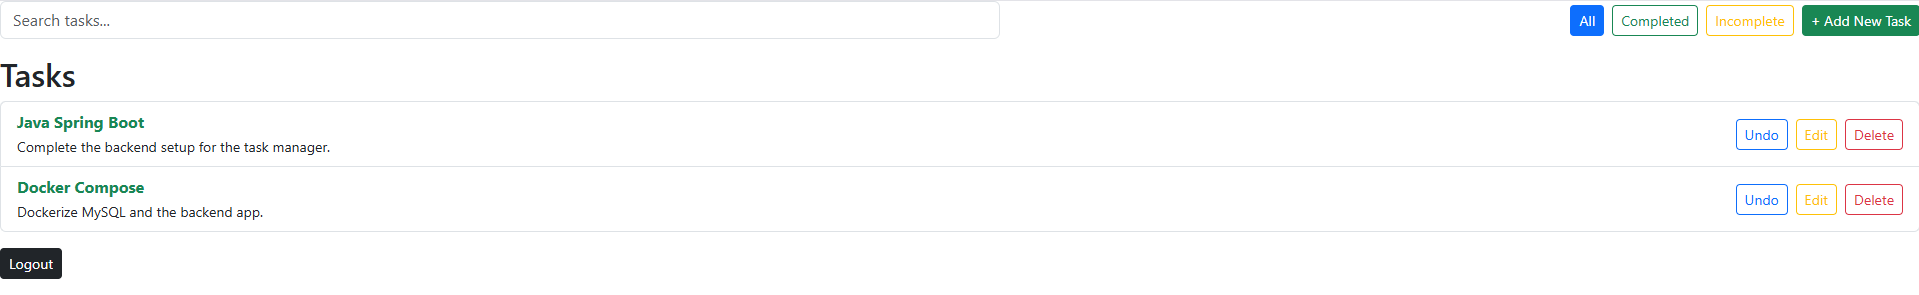 Search tasks...
All
Completed
Incomplete
+ Add New Task
Tasks
Java Spring Boot
Complete the backend setup for the task manager.
Undo
Edit
Delete
Docker Compose
Dockerize MySQL and the backend app.
Undo
Edit
Delete
Logout